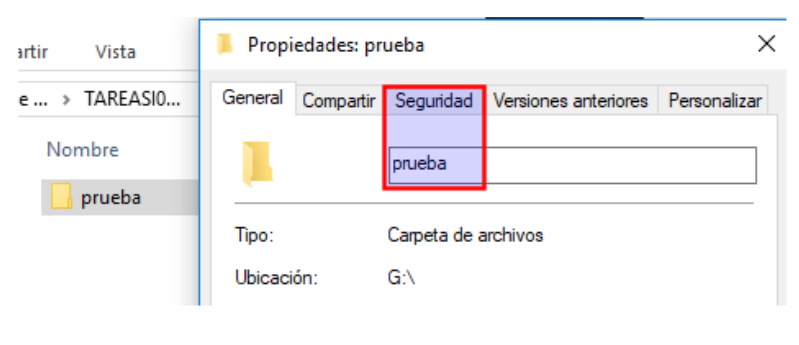 Propiedades: prueba
artir Vista
e ... > TAREASI0...
General Compartir Seguridad Versiones anteriores Personalizar
Nombre
prueba
prueba
Tipo: Carpeta de archivos
Ubicación: G:\